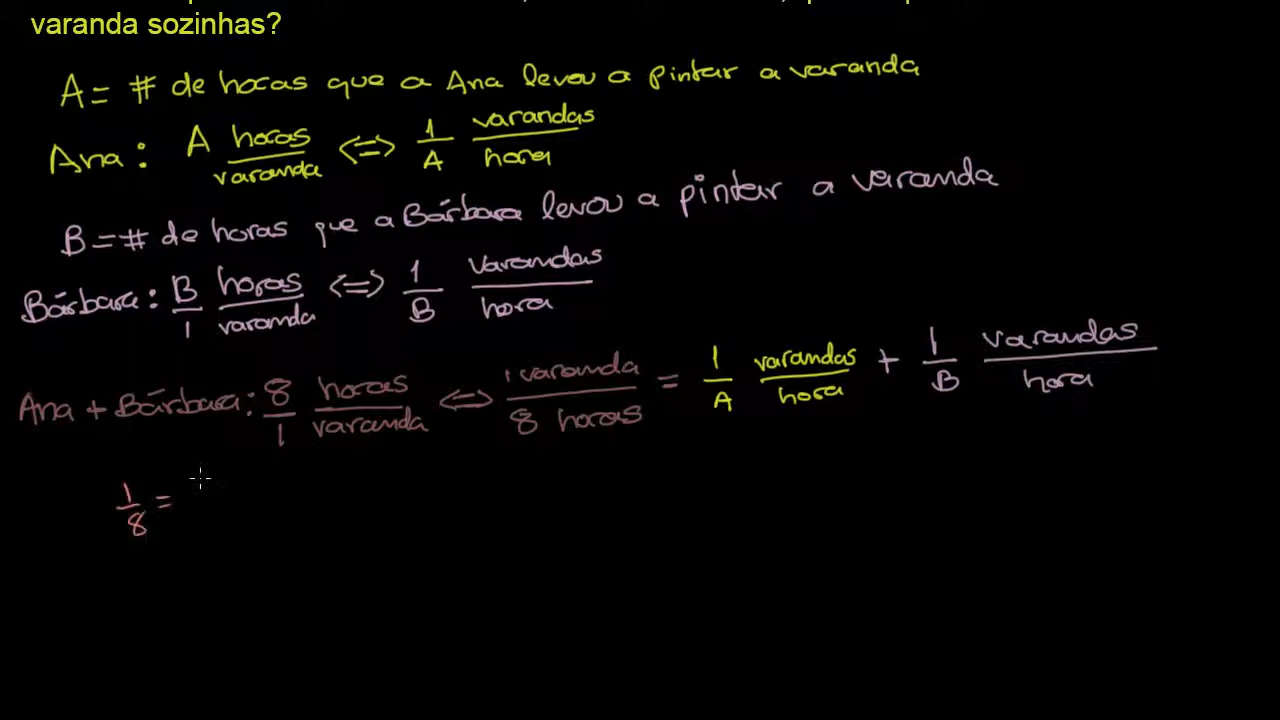 varanda sozinhas?
A = # de horas que a Ana levou a pintar a varanda
Ana: A horas/varanda <=> 1/A varandas/hora
B = # de horas que a Bárbara levou a pintar a varanda
Bárbara: B/1 horas/varanda <=> 1/B varandas/hora
Ana + Bárbara: 8/1 horas/varanda <=> 1 varanda/8 horas = 1/A varandas/hora + 1/B varandas/hora
1/8 =